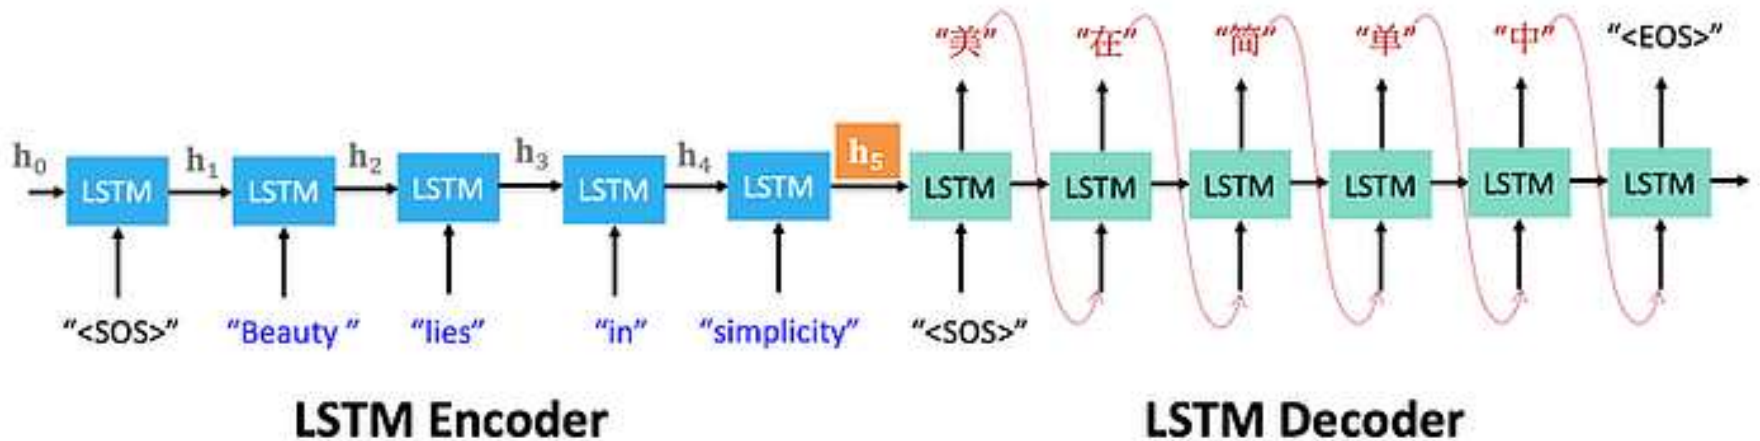 “美” “在” “简” “单” “中” “<EOS>”
h₀ h₁ h₂ h₃ h₄ h₅
LSTM LSTM LSTM LSTM LSTM LSTM LSTM LSTM LSTM LSTM LSTM
“<SOS>” “Beauty ” “lies” “in” “simplicity” “<SOS>”
LSTM Encoder LSTM Decoder